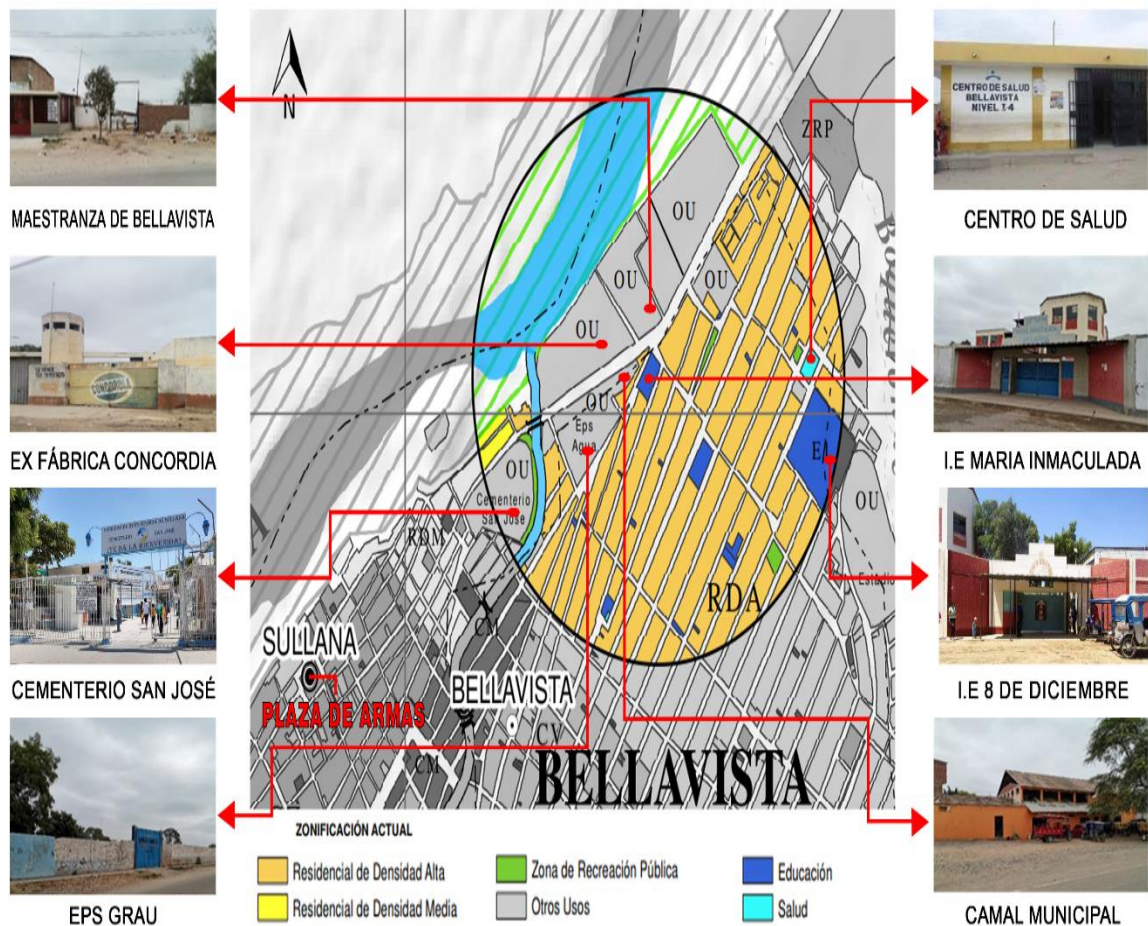 N
MAESTRANZA DE BELLAVISTA
EX FÁBRICA CONCORDIA
CONCORDIA
CEMENTERIO SAN JOSÉ
EPS GRAU
CENTRO DE SALUD
BELLAVISTA
NIVEL I-4
CENTRO DE SALUD
I.E MARIA INMACULADA
I.E 8 DE DICIEMBRE
CAMAL MUNICIPAL
ZRP
OU
OU
OU
OU
OU
Eps
Agua
OU
Cementerio
San José
RDM
OU
Estadio
RDA
CV
SULLANA
PLAZA DE ARMAS
BELLAVISTA
CV
CM
BELLAVISTA
ZONIFICACIÓN ACTUAL
Residencial de Densidad Alta
Residencial de Densidad Media
Zona de Recreación Pública
Otros Usos
Educación
Salud